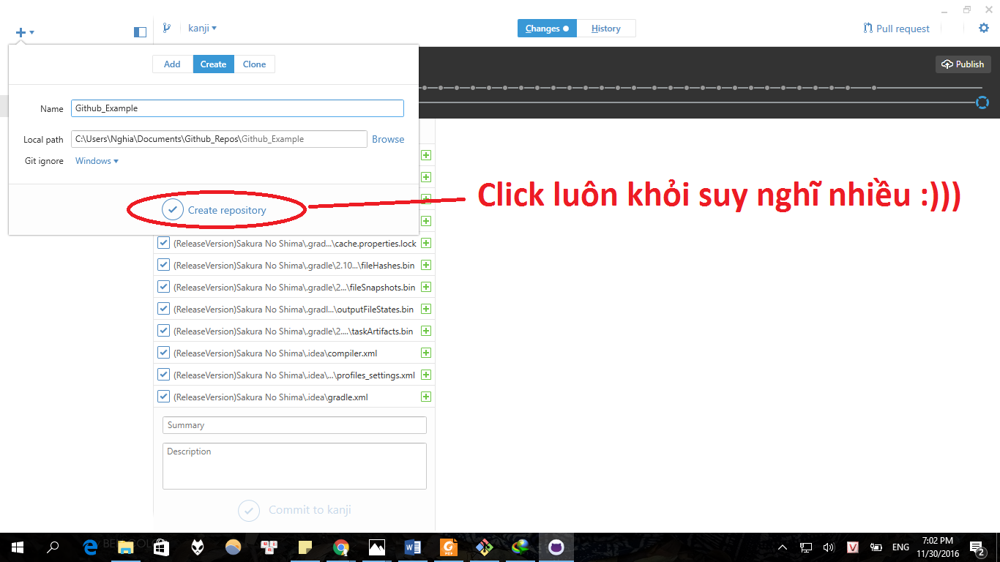 kanji
Changes
History
Pull request
Add
Create
Clone
Publish
Name
Github_Example
Local path
C:\Users\Nghia\Documents\Github_Repos\Github_Example
Browse
Git ignore
Windows
Create repository
Click luôn khỏi suy nghĩ nhiều :)))
(ReleaseVersion)Sakura No Shima\.grad...\cache.properties.lock
(ReleaseVersion)Sakura No Shima\.gradle\2.10...\fileHashes.bin
(ReleaseVersion)Sakura No Shima\.gradle\2...\fileSnapshots.bin
(ReleaseVersion)Sakura No Shima\.gradl...\outputFileStates.bin
(ReleaseVersion)Sakura No Shima\.gradle\2....\taskArtifacts.bin
(ReleaseVersion)Sakura No Shima\.idea\compiler.xml
(ReleaseVersion)Sakura No Shima\.idea\...\profiles_settings.xml
(ReleaseVersion)Sakura No Shima\.idea\gradle.xml
Summary
Description
Commit to kanji
ENG
7:02 PM
11/30/2016
2